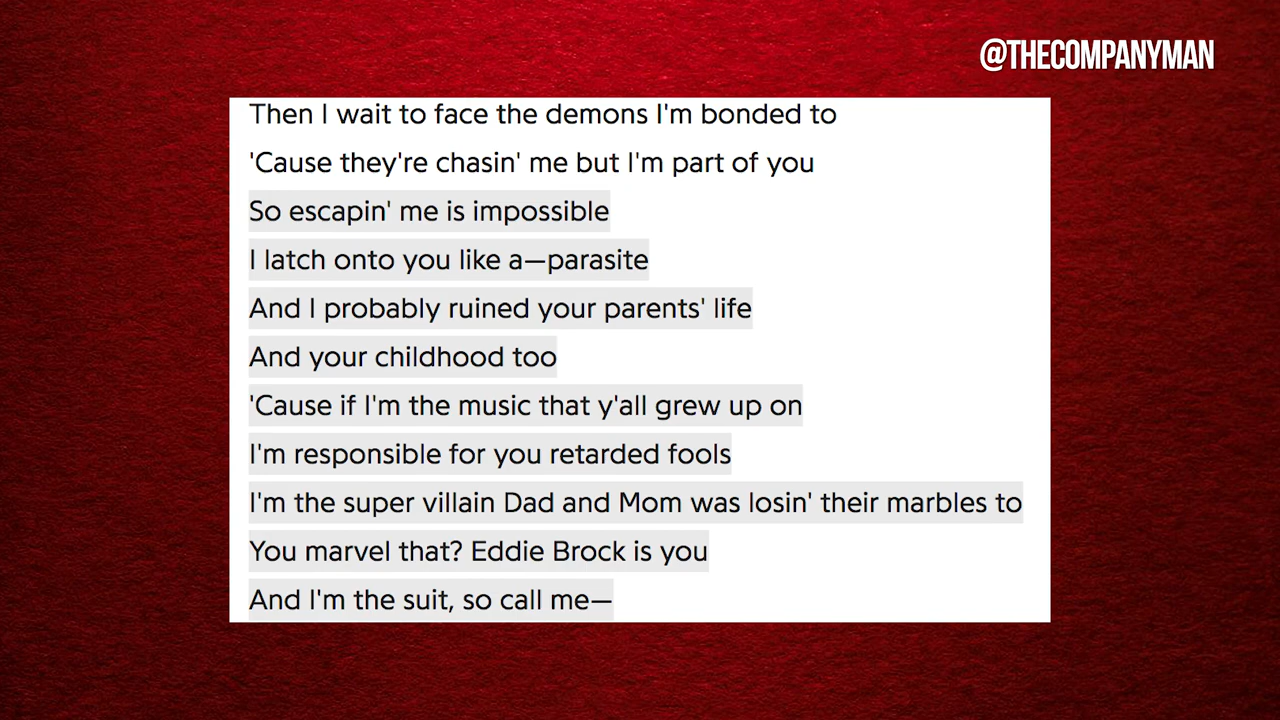 @THECOMPANYMAN
Then I wait to face the demons I'm bonded to
'Cause they're chasin' me but I'm part of you
So escapin' me is impossible
I latch onto you like a—parasite
And I probably ruined your parents' life
And your childhood too
'Cause if I'm the music that y'all grew up on
I'm responsible for you retarded fools
I'm the super villain Dad and Mom was losin' their marbles to
You marvel that? Eddie Brock is you
And I'm the suit, so call me—